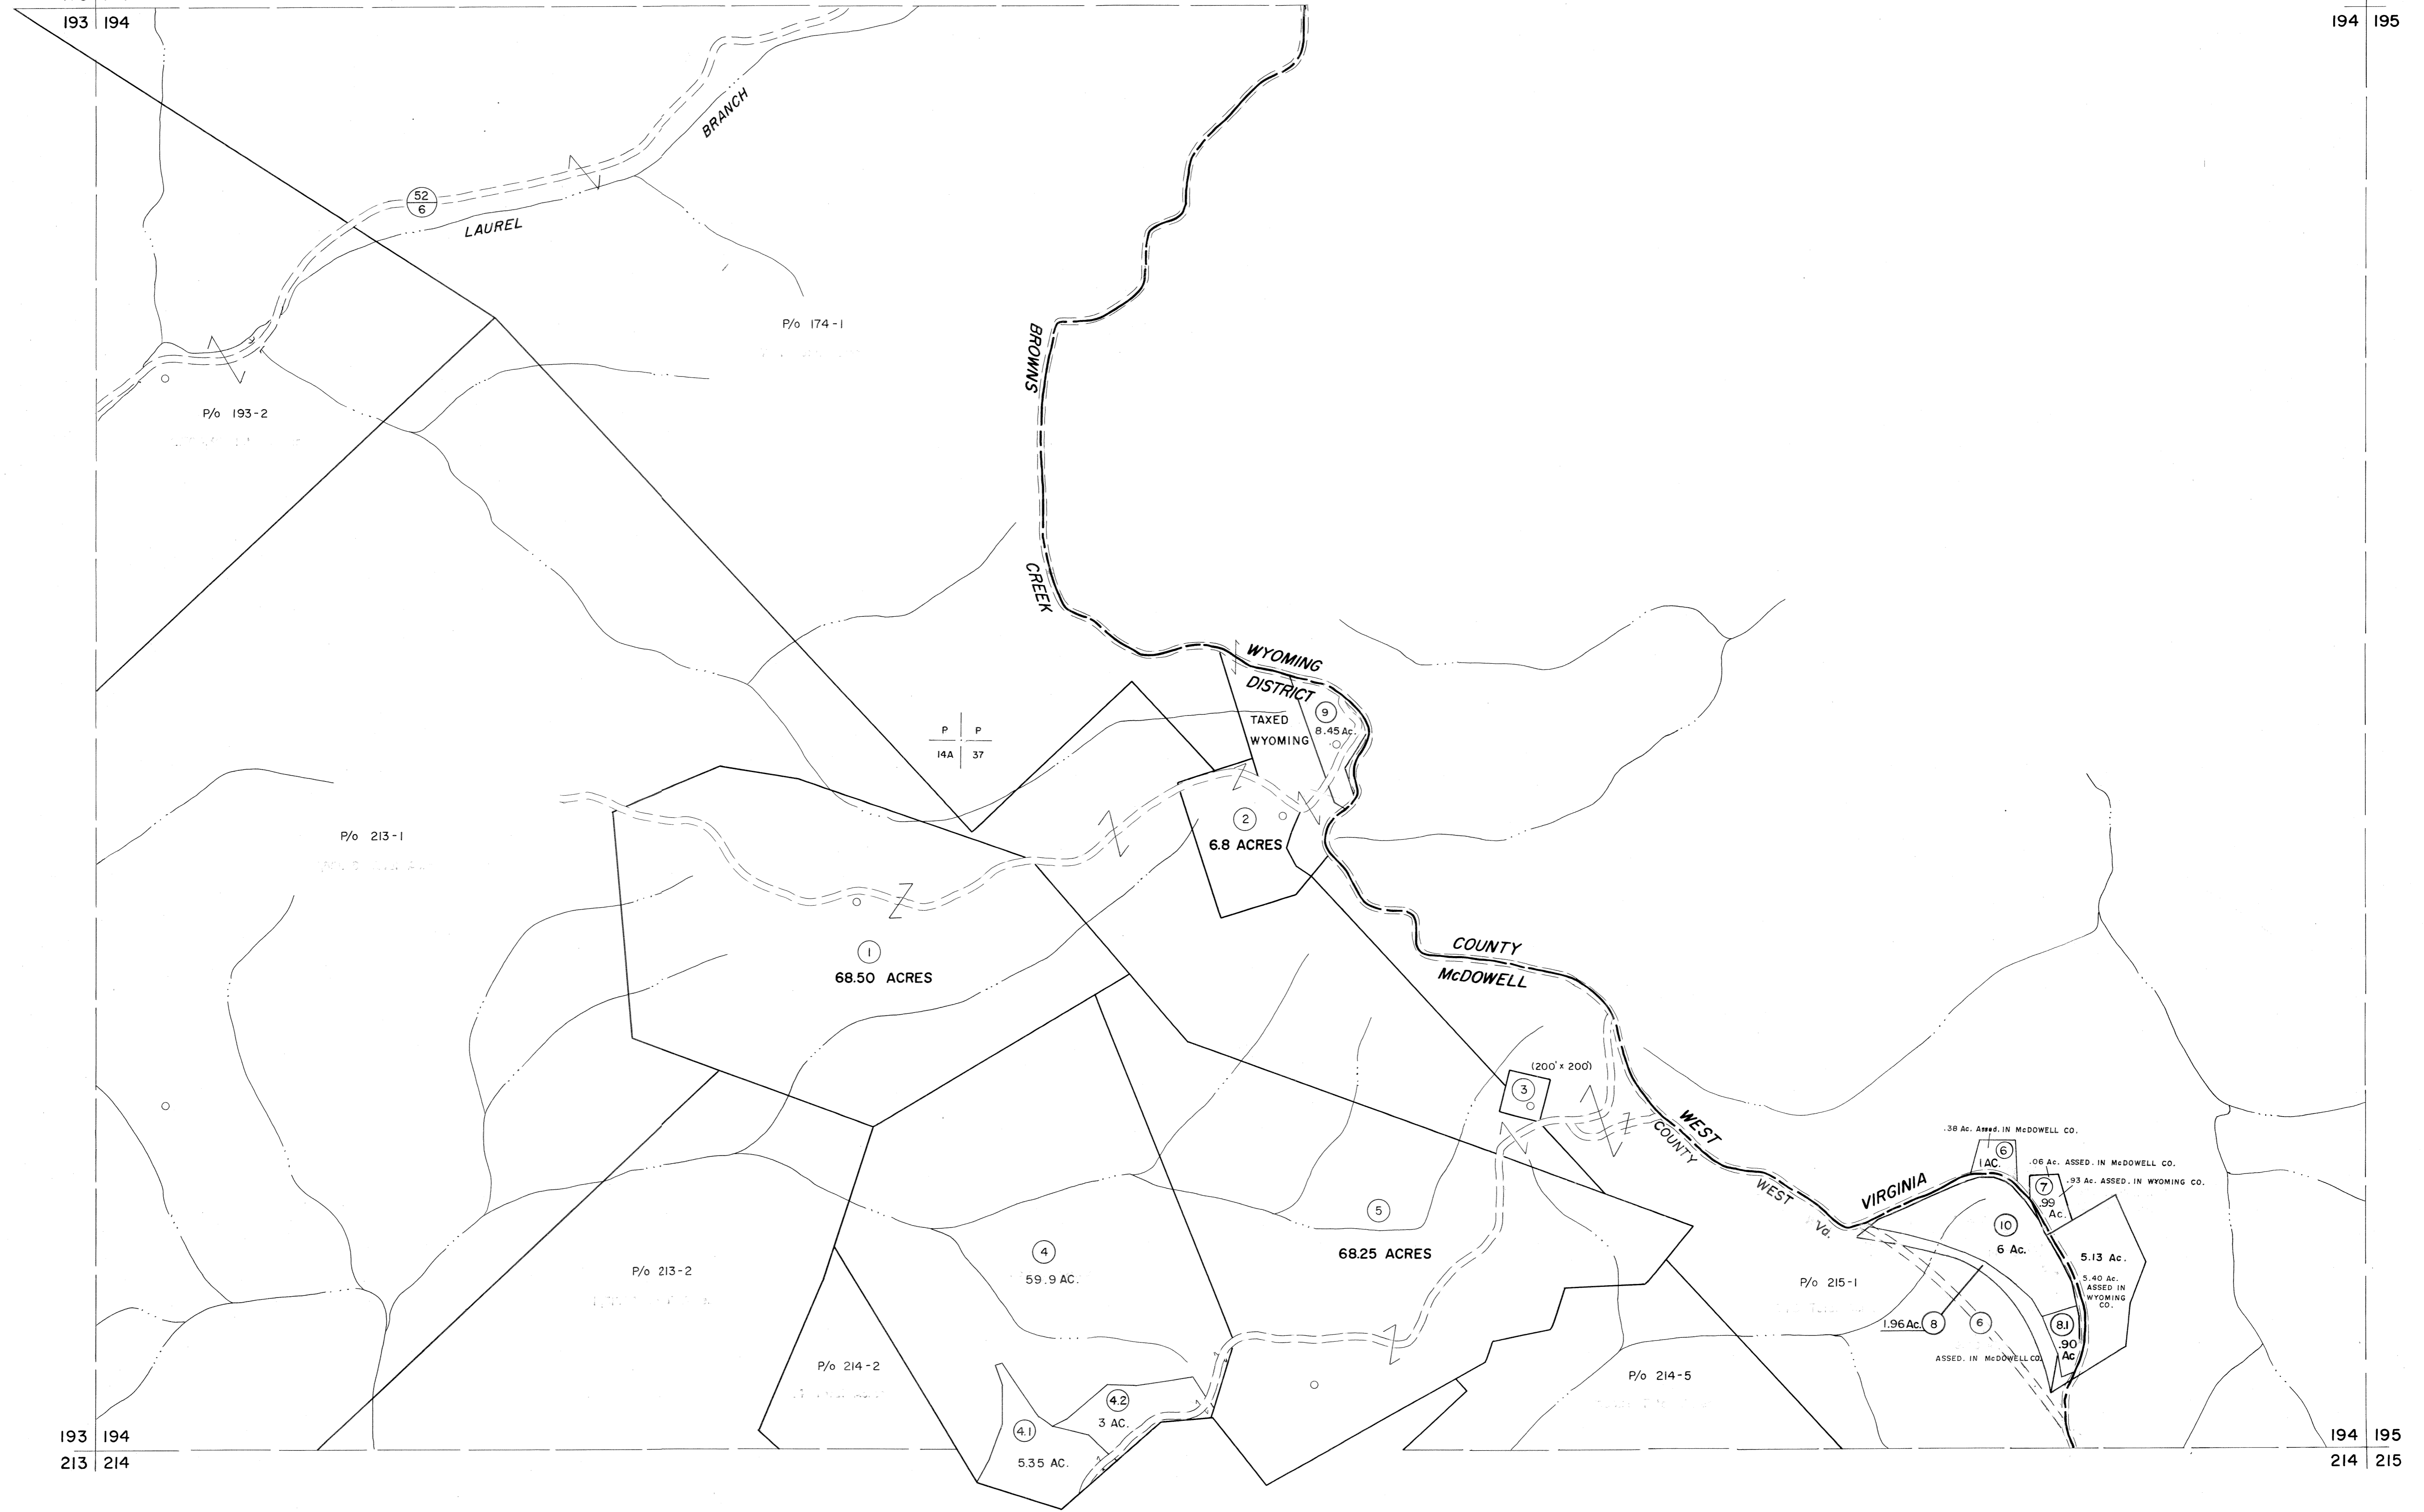 193 194
194 195
BRANCH
52
6
LAUREL
P/o 174-1
BROWNS
P/o 193-2
CREEK
WYOMING
DISTRICT
TAXED
WYOMING
9
8.45 Ac.
P P
14A 37
2
6.8 ACRES
P/o 213-1
1
68.50 ACRES
COUNTY
McDOWELL
(200' x 200')
3
WEST
COUNTY
WEST
Va.
VIRGINIA
.38 Ac. Assd. IN McDOWELL CO.
6
1 AC.
.06 Ac. ASSED. IN McDOWELL CO.
7
.93 Ac. ASSED. IN WYOMING CO.
.99
Ac.
10
6 Ac.
5.13 Ac.
5.40 Ac.
ASSED IN
WYOMING
CO.
5
68.25 ACRES
4
59.9 AC.
P/o 213-2
P/o 215-1
1.96 Ac. 8
6
8.1
.90
Ac
ASSED. IN McDOWELL CO.
P/o 214-2
P/o 214-5
4.2
3 AC.
4.1
5.35 AC.
193 194
213 214
194 195
214 215